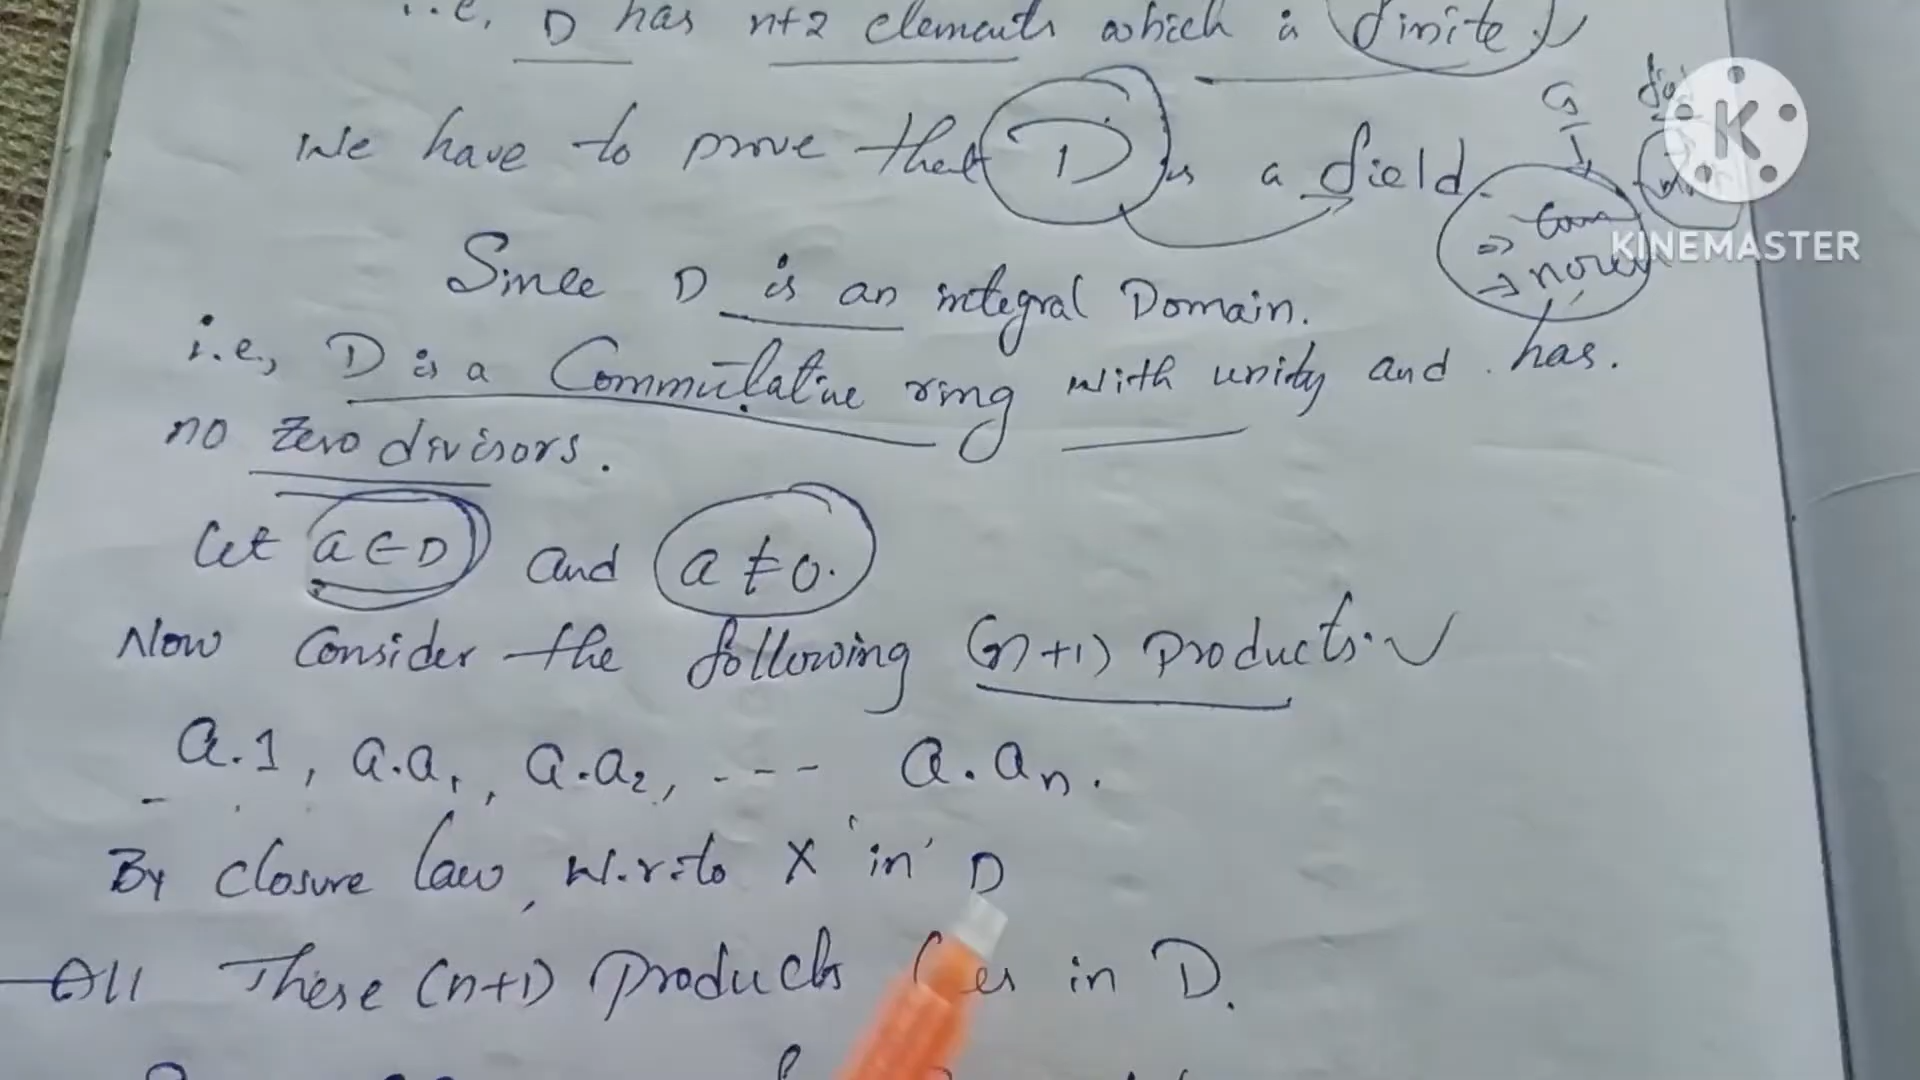 i.e. D has n+2 elements which is finite
We have to prove that D is a field.
G
Com
Since D is an integral Domain.
i.e, D is a Commutative ring with unity and has.
no zero divisors.
Let a ∈ D and a ≠ 0.
Now Consider the following (n+1) Products.
a.1, a.a₁, a.a₂, ---- a.aₙ.
By closure law, w.r.to X 'in' D
All These (n+1) Products in D.
K
KINEMASTER